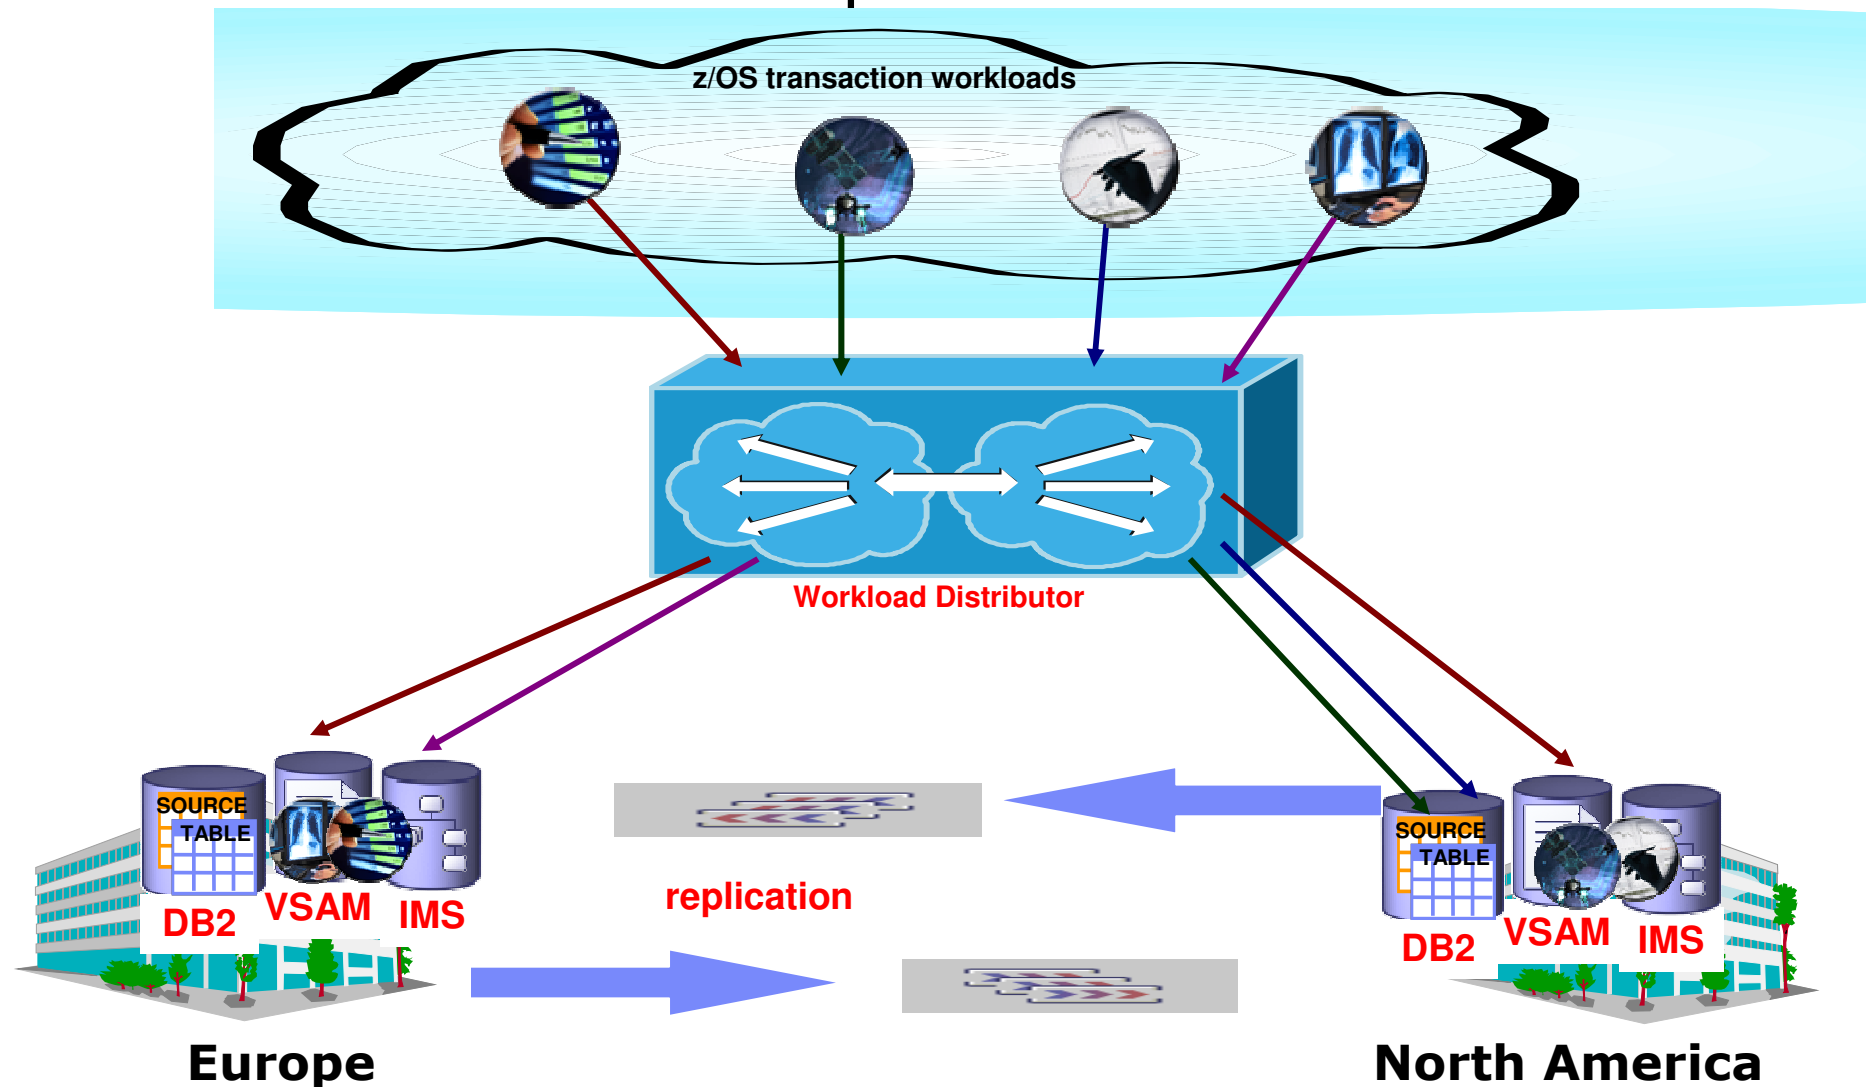 z/OS transaction workloads
Workload Distributor
SOURCE
TABLE
DB2
VSAM
IMS
replication
SOURCE
TABLE
DB2
VSAM
IMS
Europe
North America